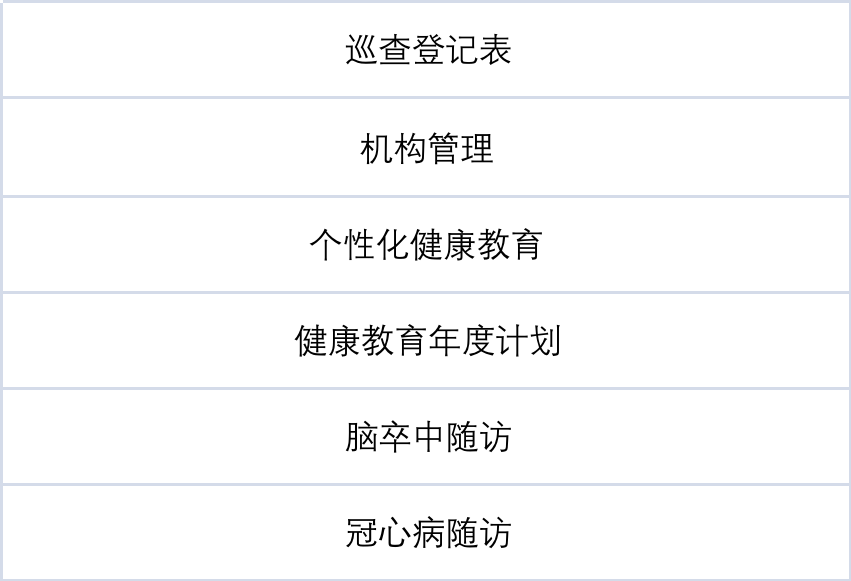 巡查登记表
机构管理
个性化健康教育
健康教育年度计划
脑卒中随访
冠心病随访